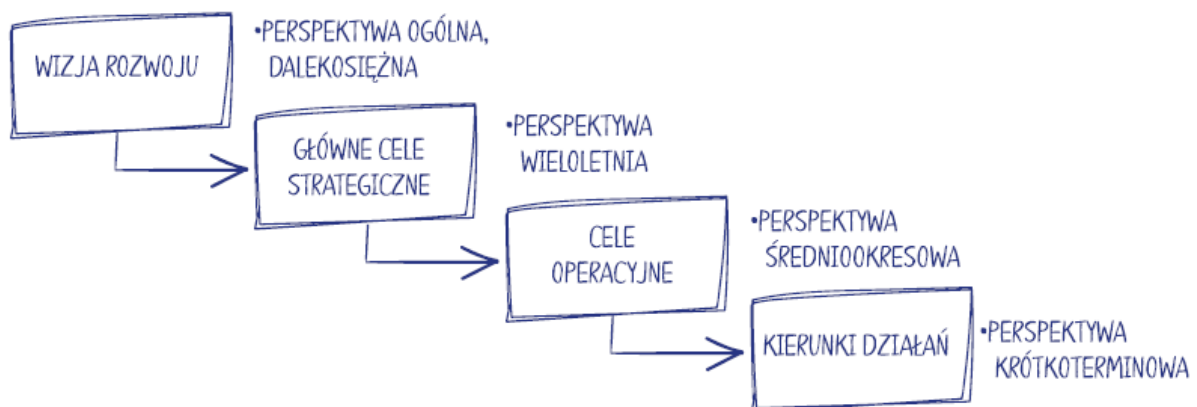 WIZJA ROZWOJU
•PERSPEKTYWA OGÓLNA,
DALEKOSIĘŻNA
GŁÓWNE CELE
STRATEGICZNE
•PERSPEKTYWA
WIELOLETNIA
CELE
OPERACYJNE
•PERSPEKTYWA
ŚREDNIOOKRESOWA
KIERUNKI DZIAŁAŃ
•PERSPEKTYWA
KRÓTKOTERMINOWA